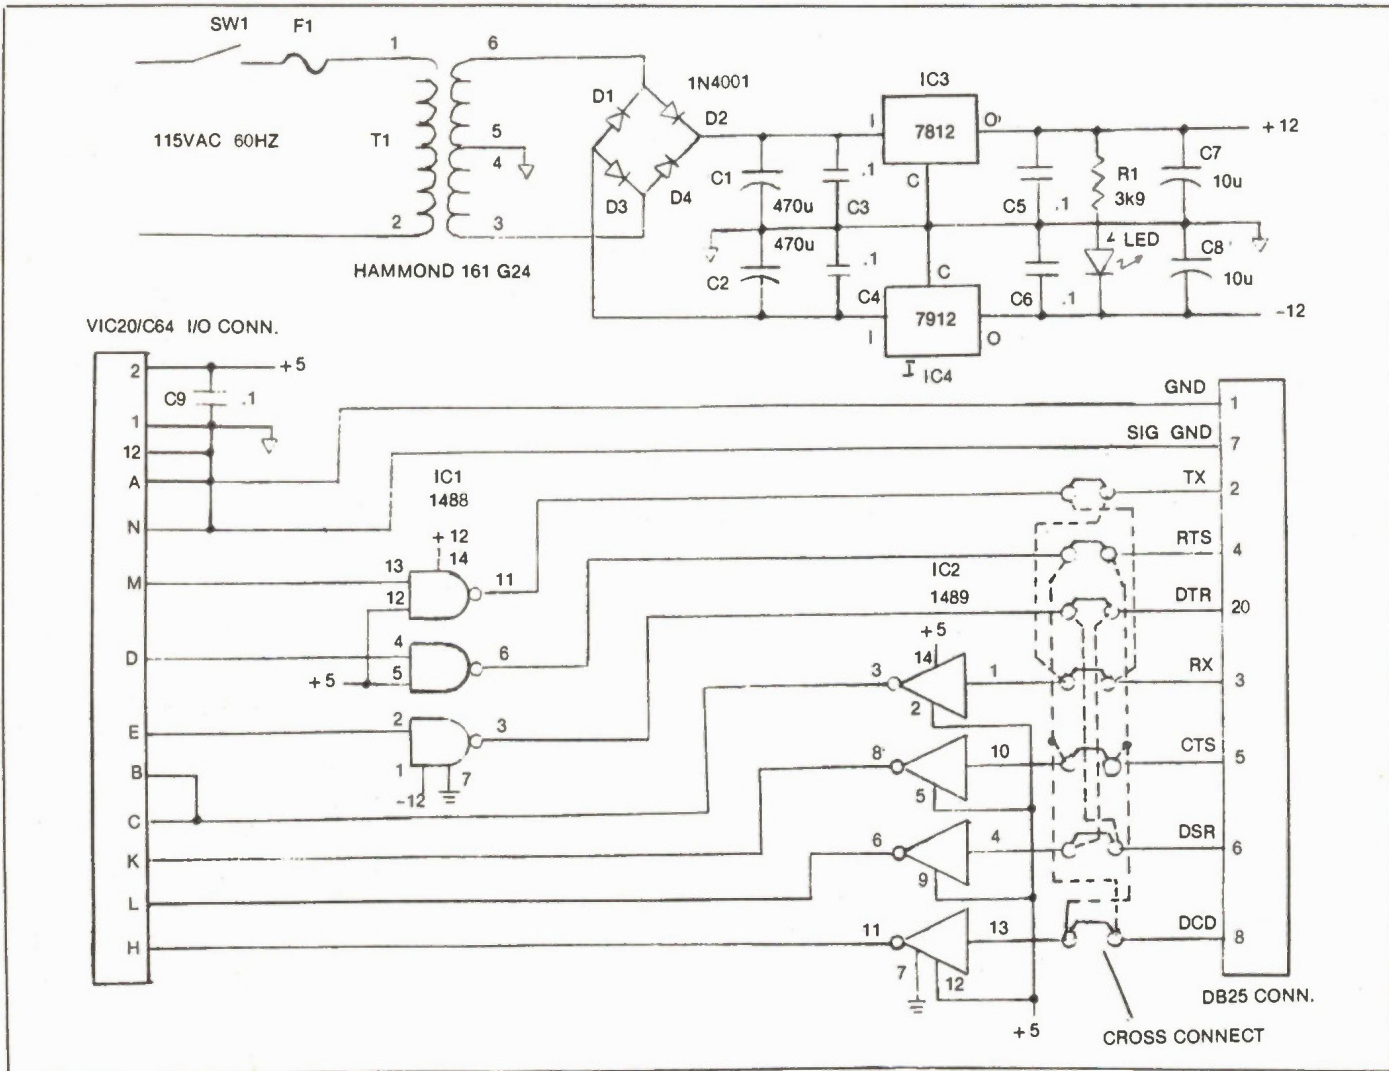 SW1
F1
1
6
1N4001
D1
D2
IC3
7812
I
O
+12
115VAC 60HZ
T1
5
4
C1
470u
.1
C3
C
C5
.1
R1
3k9
C7
10u
D3
D4
2
3
470u
C2
.1
C4
C
LED
C6
.1
C8
10u
HAMMOND 161 G24
7912
I
O
-12
I IC4
VIC20/C64 I/O CONN.
2
+5
C9
.1
1
12
A
N
M
D
E
B
C
K
L
H
GND
1
SIG GND
7
IC1
1488
+12
14
13
12
11
4
5
6
+5
2
1
3
7
-12
TX
2
RTS
4
IC2
1489
DTR
20
+5
14
3
1
2
RX
3
8
10
5
CTS
5
6
4
9
DSR
6
11
13
7
12
DCD
8
+5
DB25 CONN.
CROSS CONNECT